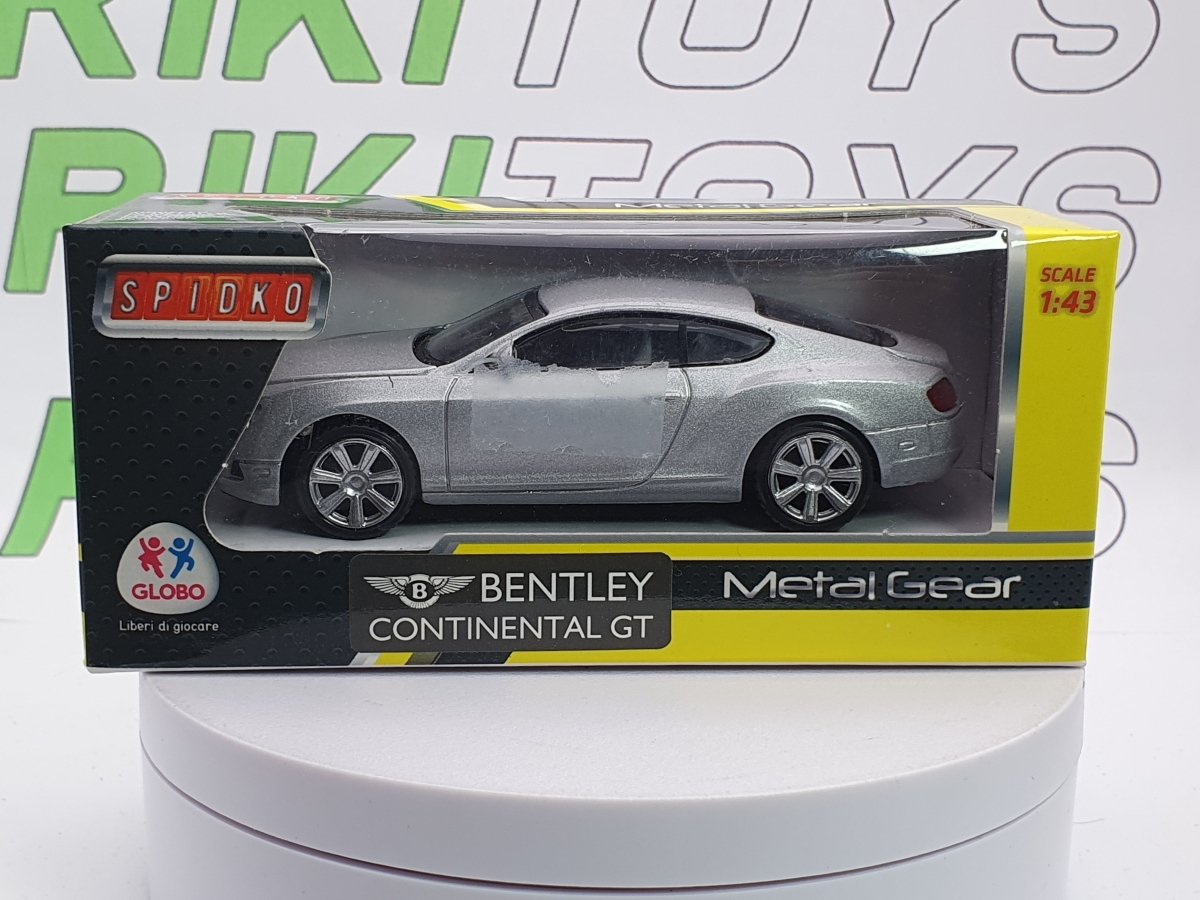 RIKITOYS
RIKITOYS
SPIDKO
SCALE
1:43
GLOBO
Liberi di giocare
B
BENTLEY
CONTINENTAL GT
Metal Gear